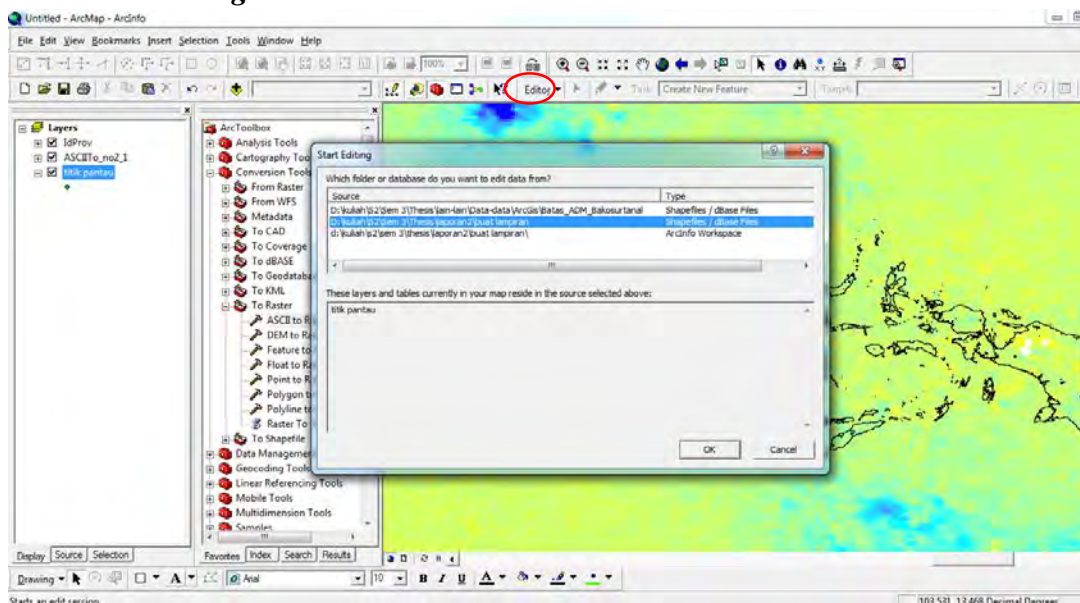 Untitled - ArcMap - ArcInfo
File Edit View Bookmarks Insert Selection Tools Window Help
100%
Editor Task: Create New Feature Target:
Layers
IdProv
ASCIITo_no2_1
titik pantau
ArcToolbox
Analysis Tools
Cartography Too
Conversion Tools
From Raster
From WFS
Metadata
To CAD
To Coverage
To dBASE
To Geodataba
To KML
To Raster
ASCII to R
DEM to Ra
Feature to
Float to Ra
Point to R
Polygon t
Polyline to
Raster To
To Shapefile
Data Managemen
Geocoding Tools
Linear Referencing Tools
Mobile Tools
Multidimension Tools
Samples
Start Editing
Which folder or database do you want to edit data from?
Source Type
D:\kuliah\S2\Sem 3\Thesis\lain-lain\Data-data\ArcGis\Batas_ADM_Bakosurtanal Shapefiles / dBase Files
D:\kuliah\S2\Sem 3\Thesis\laporan2\buat lampiran Shapefiles / dBase Files
d:\kuliah\s2\sem 3\thesis\laporan2\buat lampiran\ ArcInfo Workspace
These layers and tables currently in your map reside in the source selected above:
titik pantau
OK Cancel
Display Source Selection
Favorites Index Search Results
Drawing A Arial 10 B I U A
Starts an edit session 103.531 13.468 Decimal Degrees